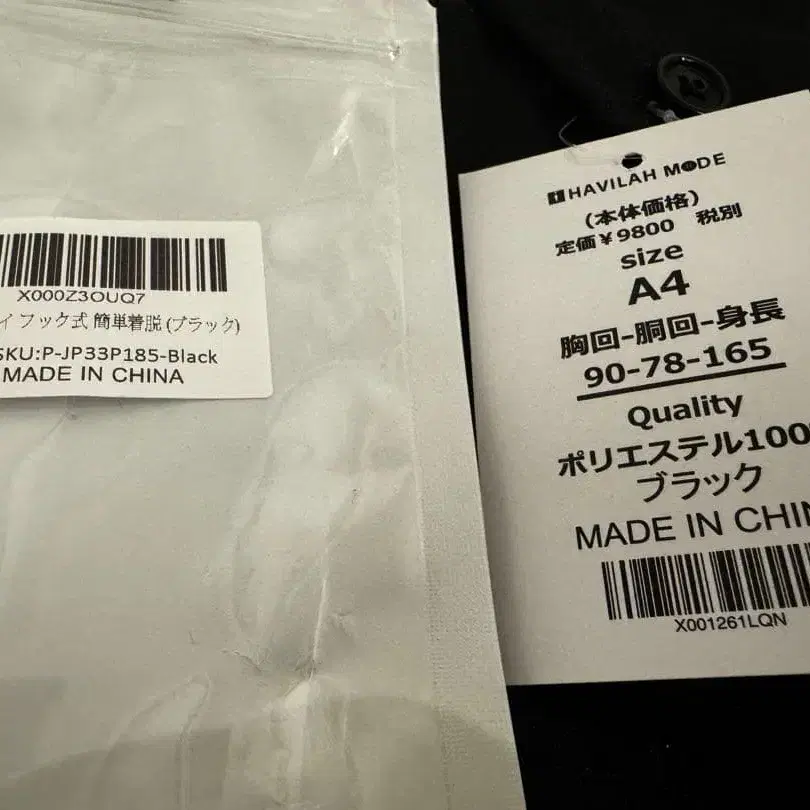 X000Z3OUQ7
イ フック式 簡単着脱 (ブラック)
SKU:P-JP33P185-Black
MADE IN CHINA
HAVILAH MODE
(本体価格)
定価¥9800 税別
size
A4
胸回-胴回-身長
90-78-165
Quality
ポリエステル100
ブラック
MADE IN CHIN
X001261LQN